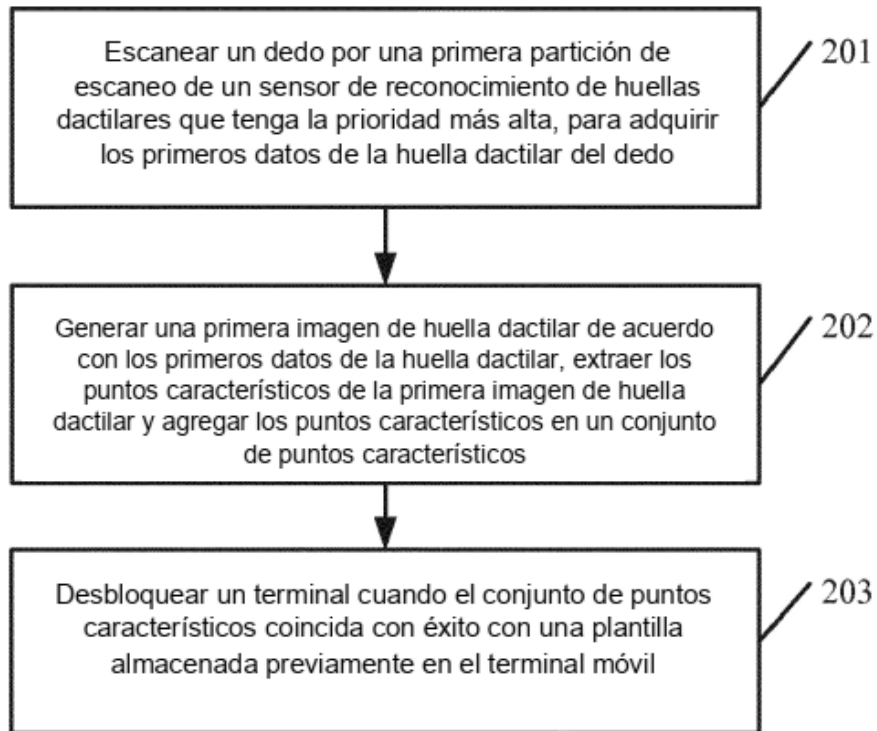 Escanear un dedo por una primera partición de
escaneo de un sensor de reconocimiento de huellas
dactilares que tenga la prioridad más alta, para adquirir
los primeros datos de la huella dactilar del dedo
201
Generar una primera imagen de huella dactilar de acuerdo
con los primeros datos de la huella dactilar, extraer los
puntos característicos de la primera imagen de huella
dactilar y agregar los puntos característicos en un conjunto
de puntos característicos
202
Desbloquear un terminal cuando el conjunto de puntos
característicos coincida con éxito con una plantilla
almacenada previamente en el terminal móvil
203